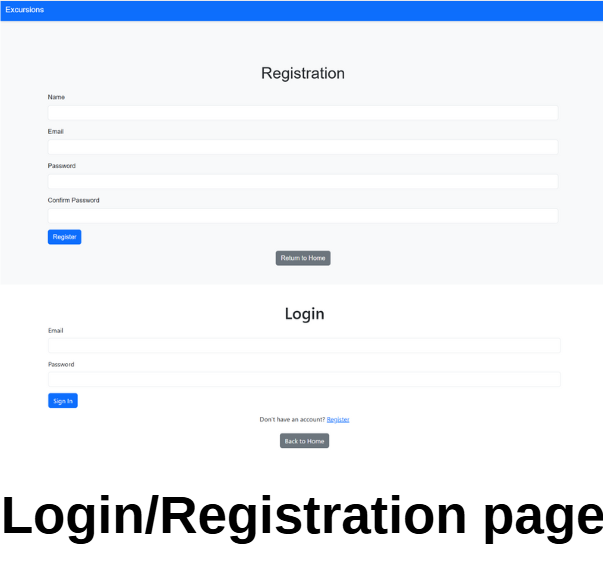 Excursions
Registration
Name
Email
Password
Confirm Password
Register
Return to Home
Login
Email
Password
Sign In
Don't have an account? Register
Back to Home
Login/Registration page